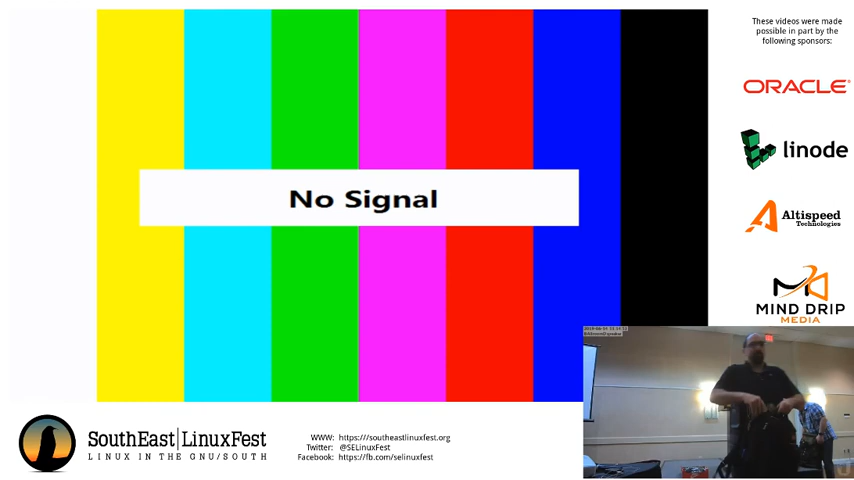 These videos were made
possible in part by the
following sponsors:
ORACLE
linode
Altispeed
Technologies
MIND DRIP
MEDIA
No Signal
SouthEast LinuxFest
LINUX IN THE GNU/SOUTH
WWW: https:///southeastlinuxfest.org
Twitter: @SELinuxFest
Facebook: https://fb.com/selinuxfest